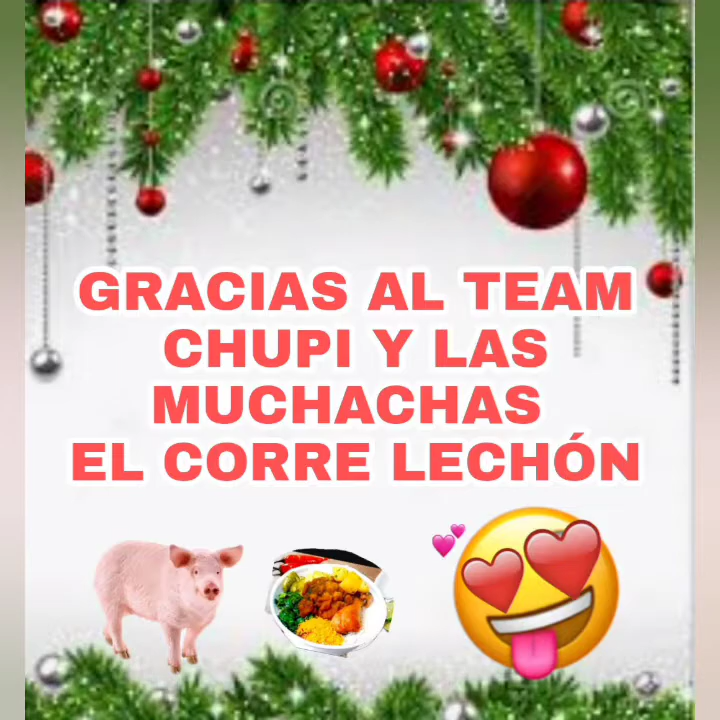 GRACIAS AL TEAM
CHUPI Y LAS
MUCHACHAS
EL CORRE LECHÓN